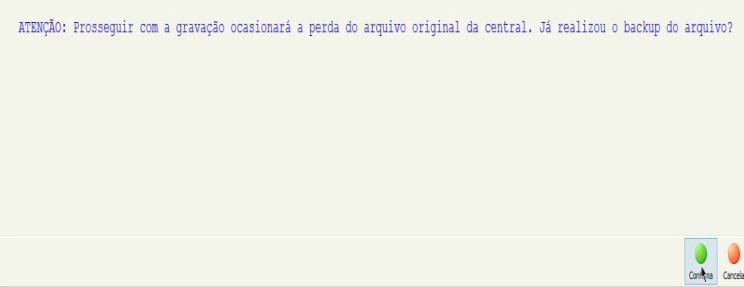 ATENÇÃO: Prosseguir com a gravação ocasionará a perda do arquivo original da central. Já realizou o backup do arquivo?
Confirma Cancela